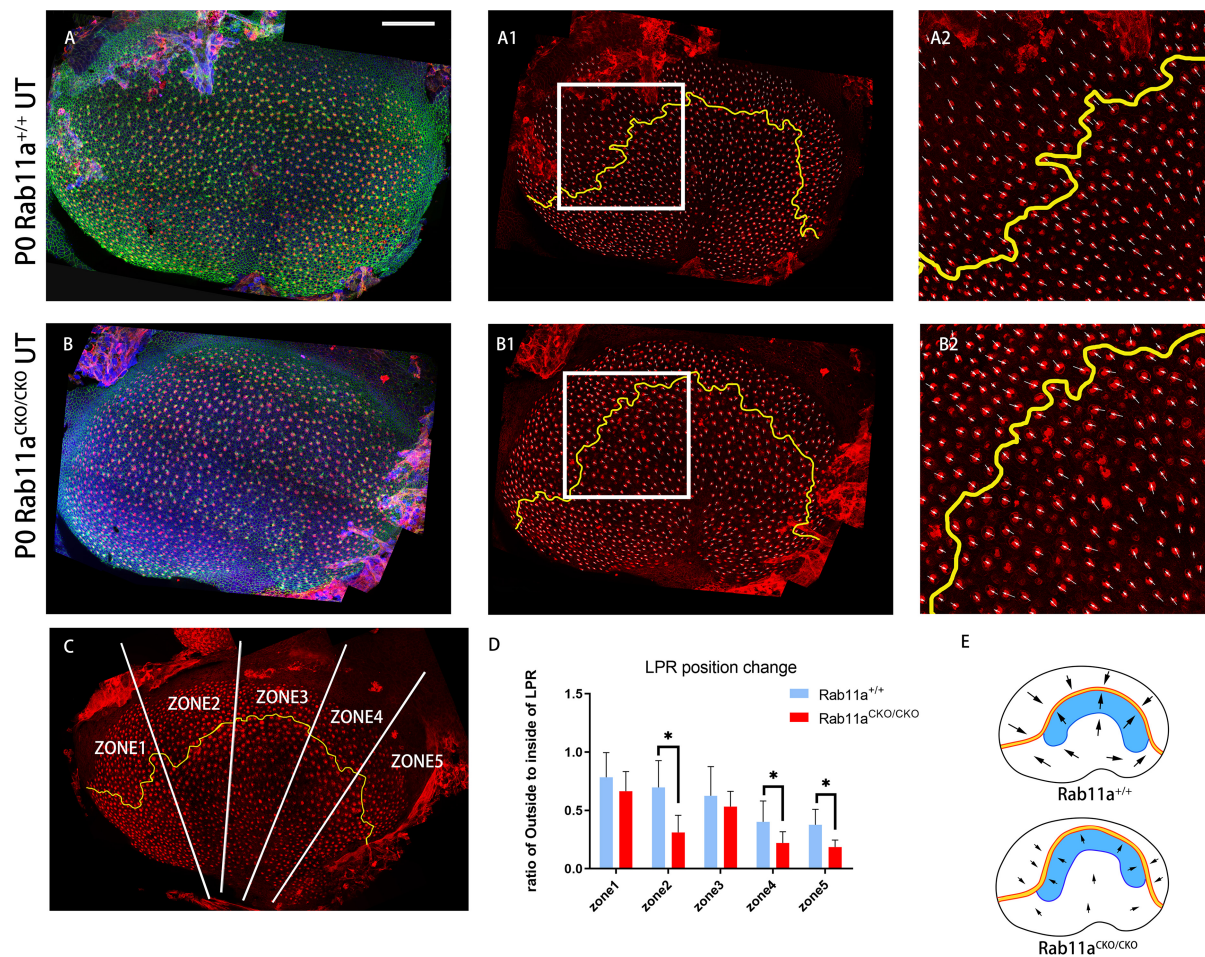 P0 Rab11a+/+ UT
A
A1
A2
P0 Rab11aCKO/CKO UT
B
B1
B2
C
ZONE1
ZONE2
ZONE3
ZONE4
ZONE5
D
LPR position change
ratio of Outside to inside of LPR
1.5
1.0
0.5
0.0
zone1
zone2
zone3
zone4
zone5
*
*
*
Rab11a+/+
Rab11aCKO/CKO
E
Rab11a+/+
Rab11aCKO/CKO